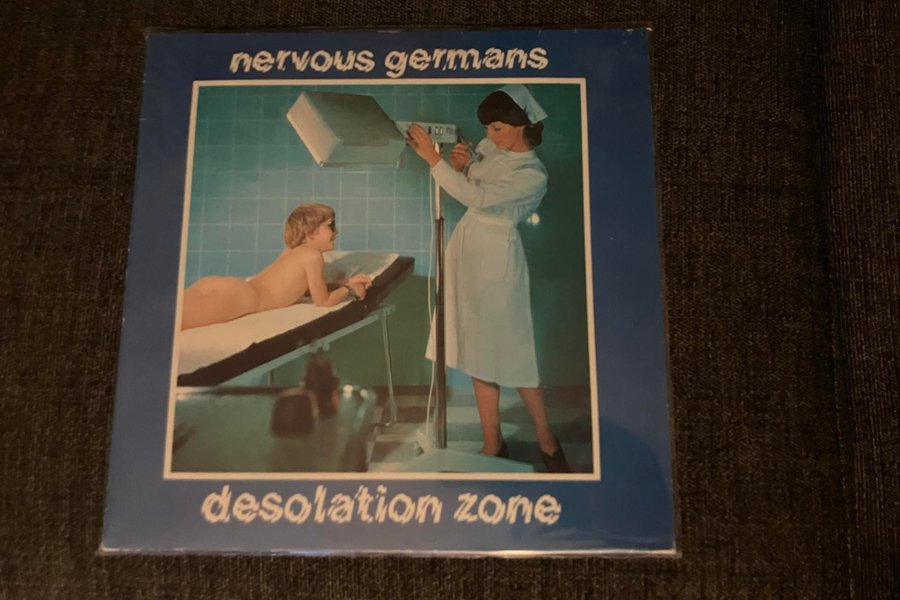 nervous germans
desolation zone